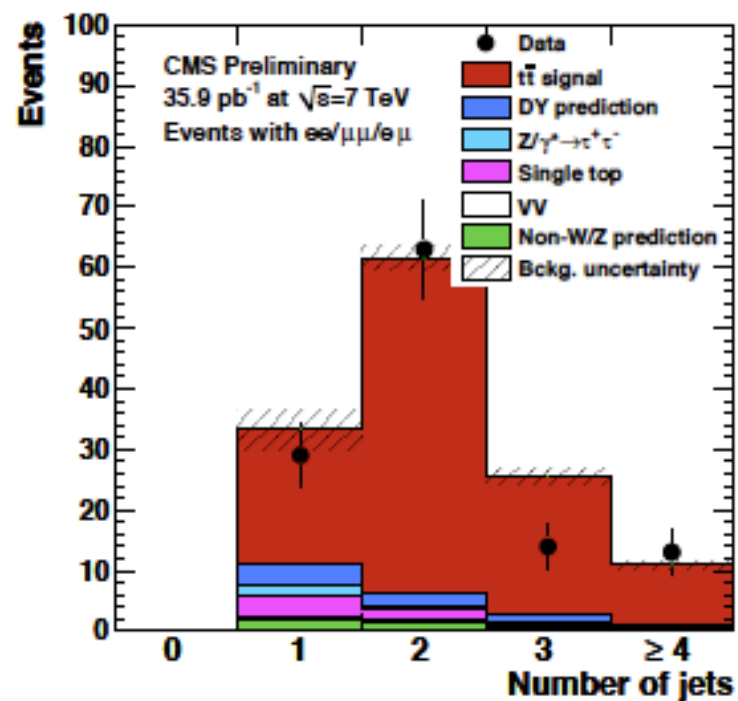 Events
100
90
80
70
60
50
40
30
20
10
0
CMS Preliminary
35.9 pb⁻¹ at √s=7 TeV
Events with ee/μμ/eμ
Data
tt̄ signal
DY prediction
Z/γ*→τ⁺τ⁻
Single top
VV
Non-W/Z prediction
Bckg. uncertainty
0 1 2 3 ≥ 4
Number of jets